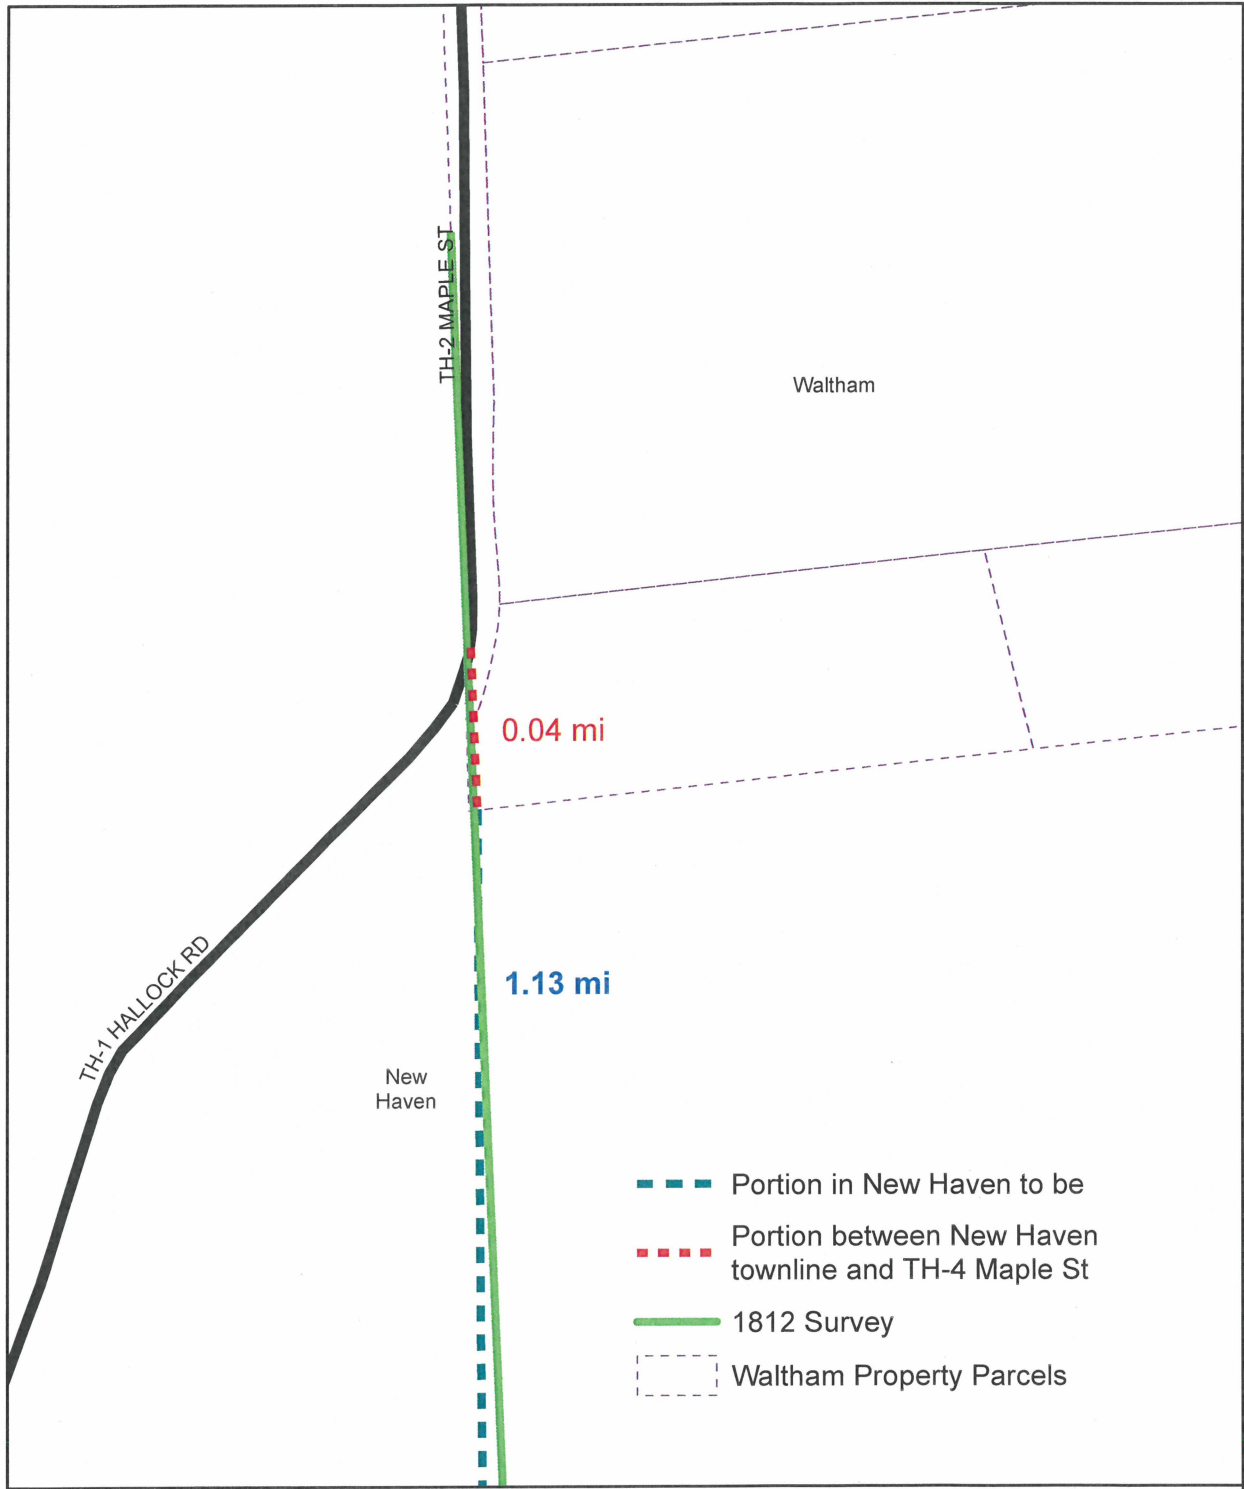 TH-2 MAPLE ST
Waltham
0.04 mi
TH-1 HALLOCK RD
1.13 mi
New
Haven
Portion in New Haven to be
Portion between New Haven
townline and TH-4 Maple St
1812 Survey
Waltham Property Parcels